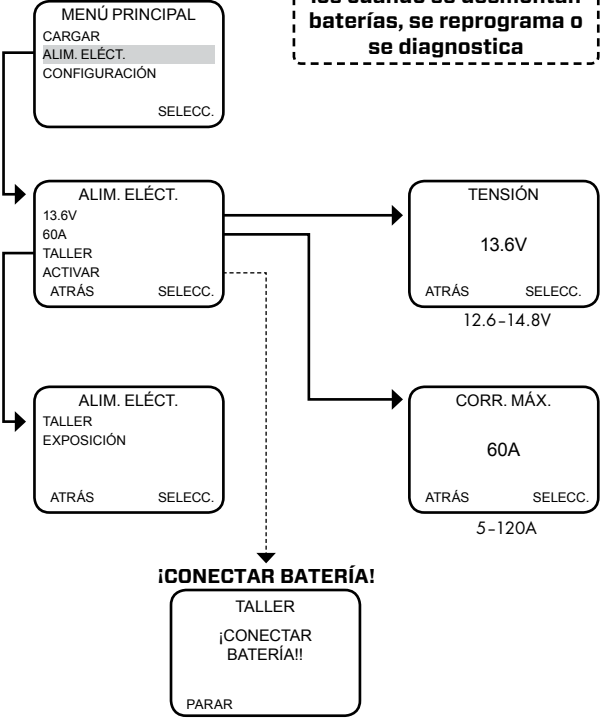 MENÚ PRINCIPAL
CARGAR
ALIM. ELÉCT.
CONFIGURACIÓN
SELECC.
baterías, se reprograma o
se diagnostica
ALIM. ELÉCT.
13.6V
60A
TALLER
ACTIVAR
ATRÁS SELECC.
TENSIÓN
13.6V
ATRÁS SELECC.
12.6–14.8V
ALIM. ELÉCT.
TALLER
EXPOSICIÓN
ATRÁS SELECC.
CORR. MÁX.
60A
ATRÁS SELECC.
5–120A
¡CONECTAR BATERÍA!
TALLER
¡CONECTAR
BATERÍA!!
PARAR